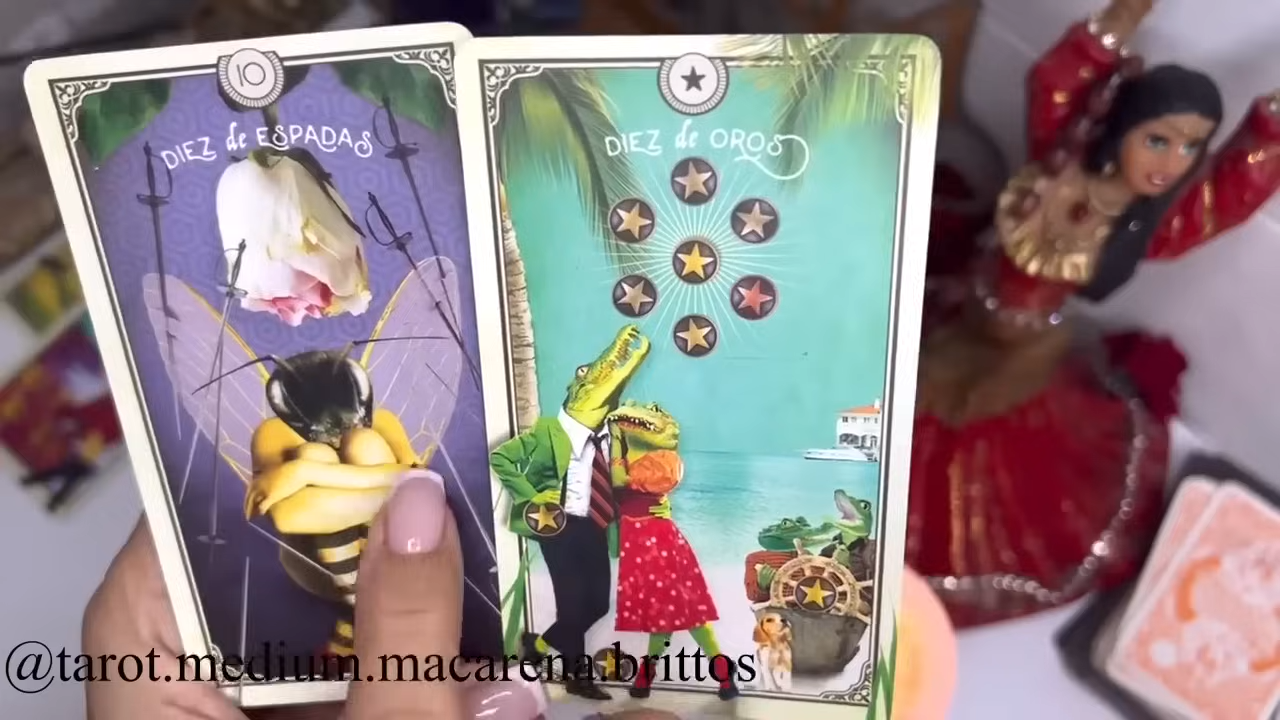 10
DIEZ de ESPADAS
DIEZ de OROS
@tarot.medium.macarena.brittos